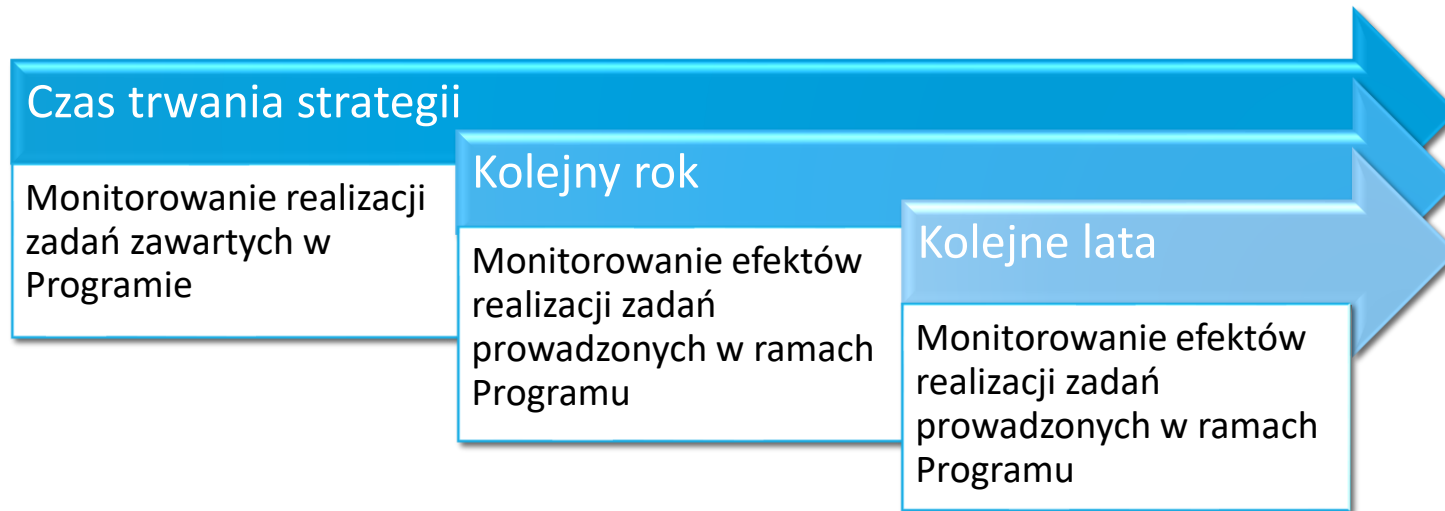 Czas trwania strategii
Monitorowanie realizacji
zadań zawartych w
Programie
Kolejny rok
Monitorowanie efektów
realizacji zadań
prowadzonych w ramach
Programu
Kolejne lata
Monitorowanie efektów
realizacji zadań
prowadzonych w ramach
Programu